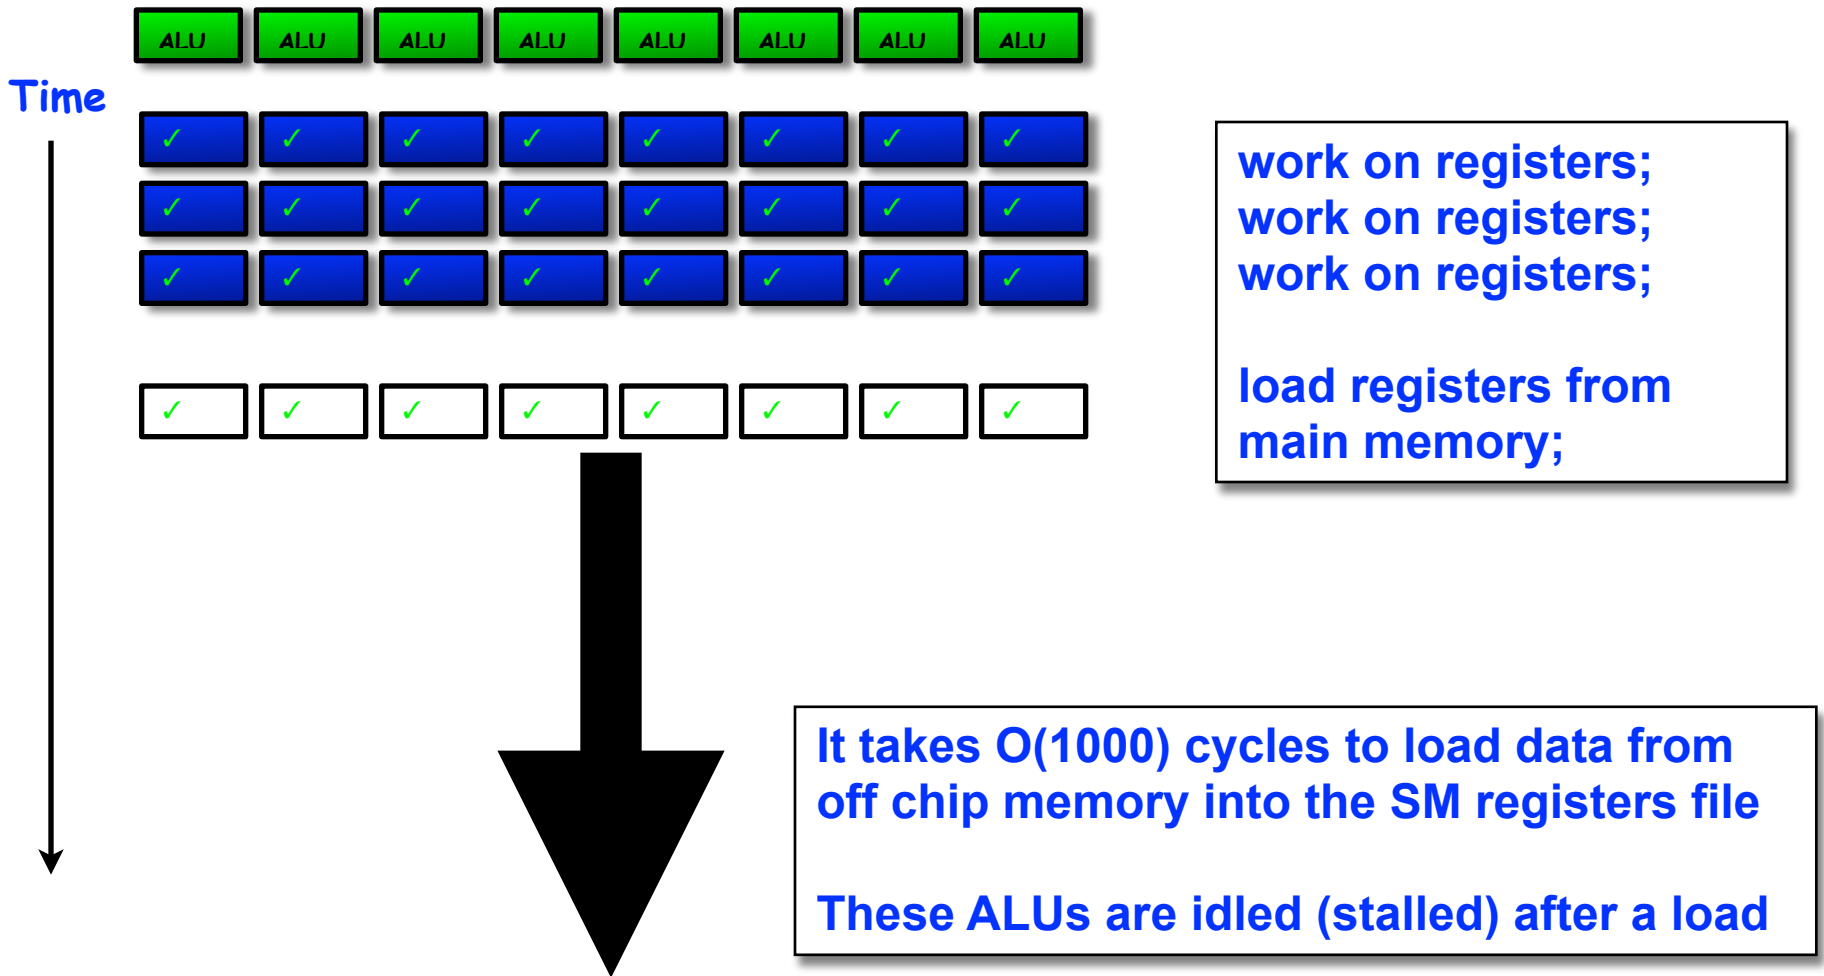 ALU ALU ALU ALU ALU ALU ALU ALU
Time
✓ ✓ ✓ ✓ ✓ ✓ ✓ ✓
✓ ✓ ✓ ✓ ✓ ✓ ✓ ✓
✓ ✓ ✓ ✓ ✓ ✓ ✓ ✓
✓ ✓ ✓ ✓ ✓ ✓ ✓ ✓
work on registers;
work on registers;
work on registers;
load registers from
main memory;
It takes O(1000) cycles to load data from
off chip memory into the SM registers file
These ALUs are idled (stalled) after a load